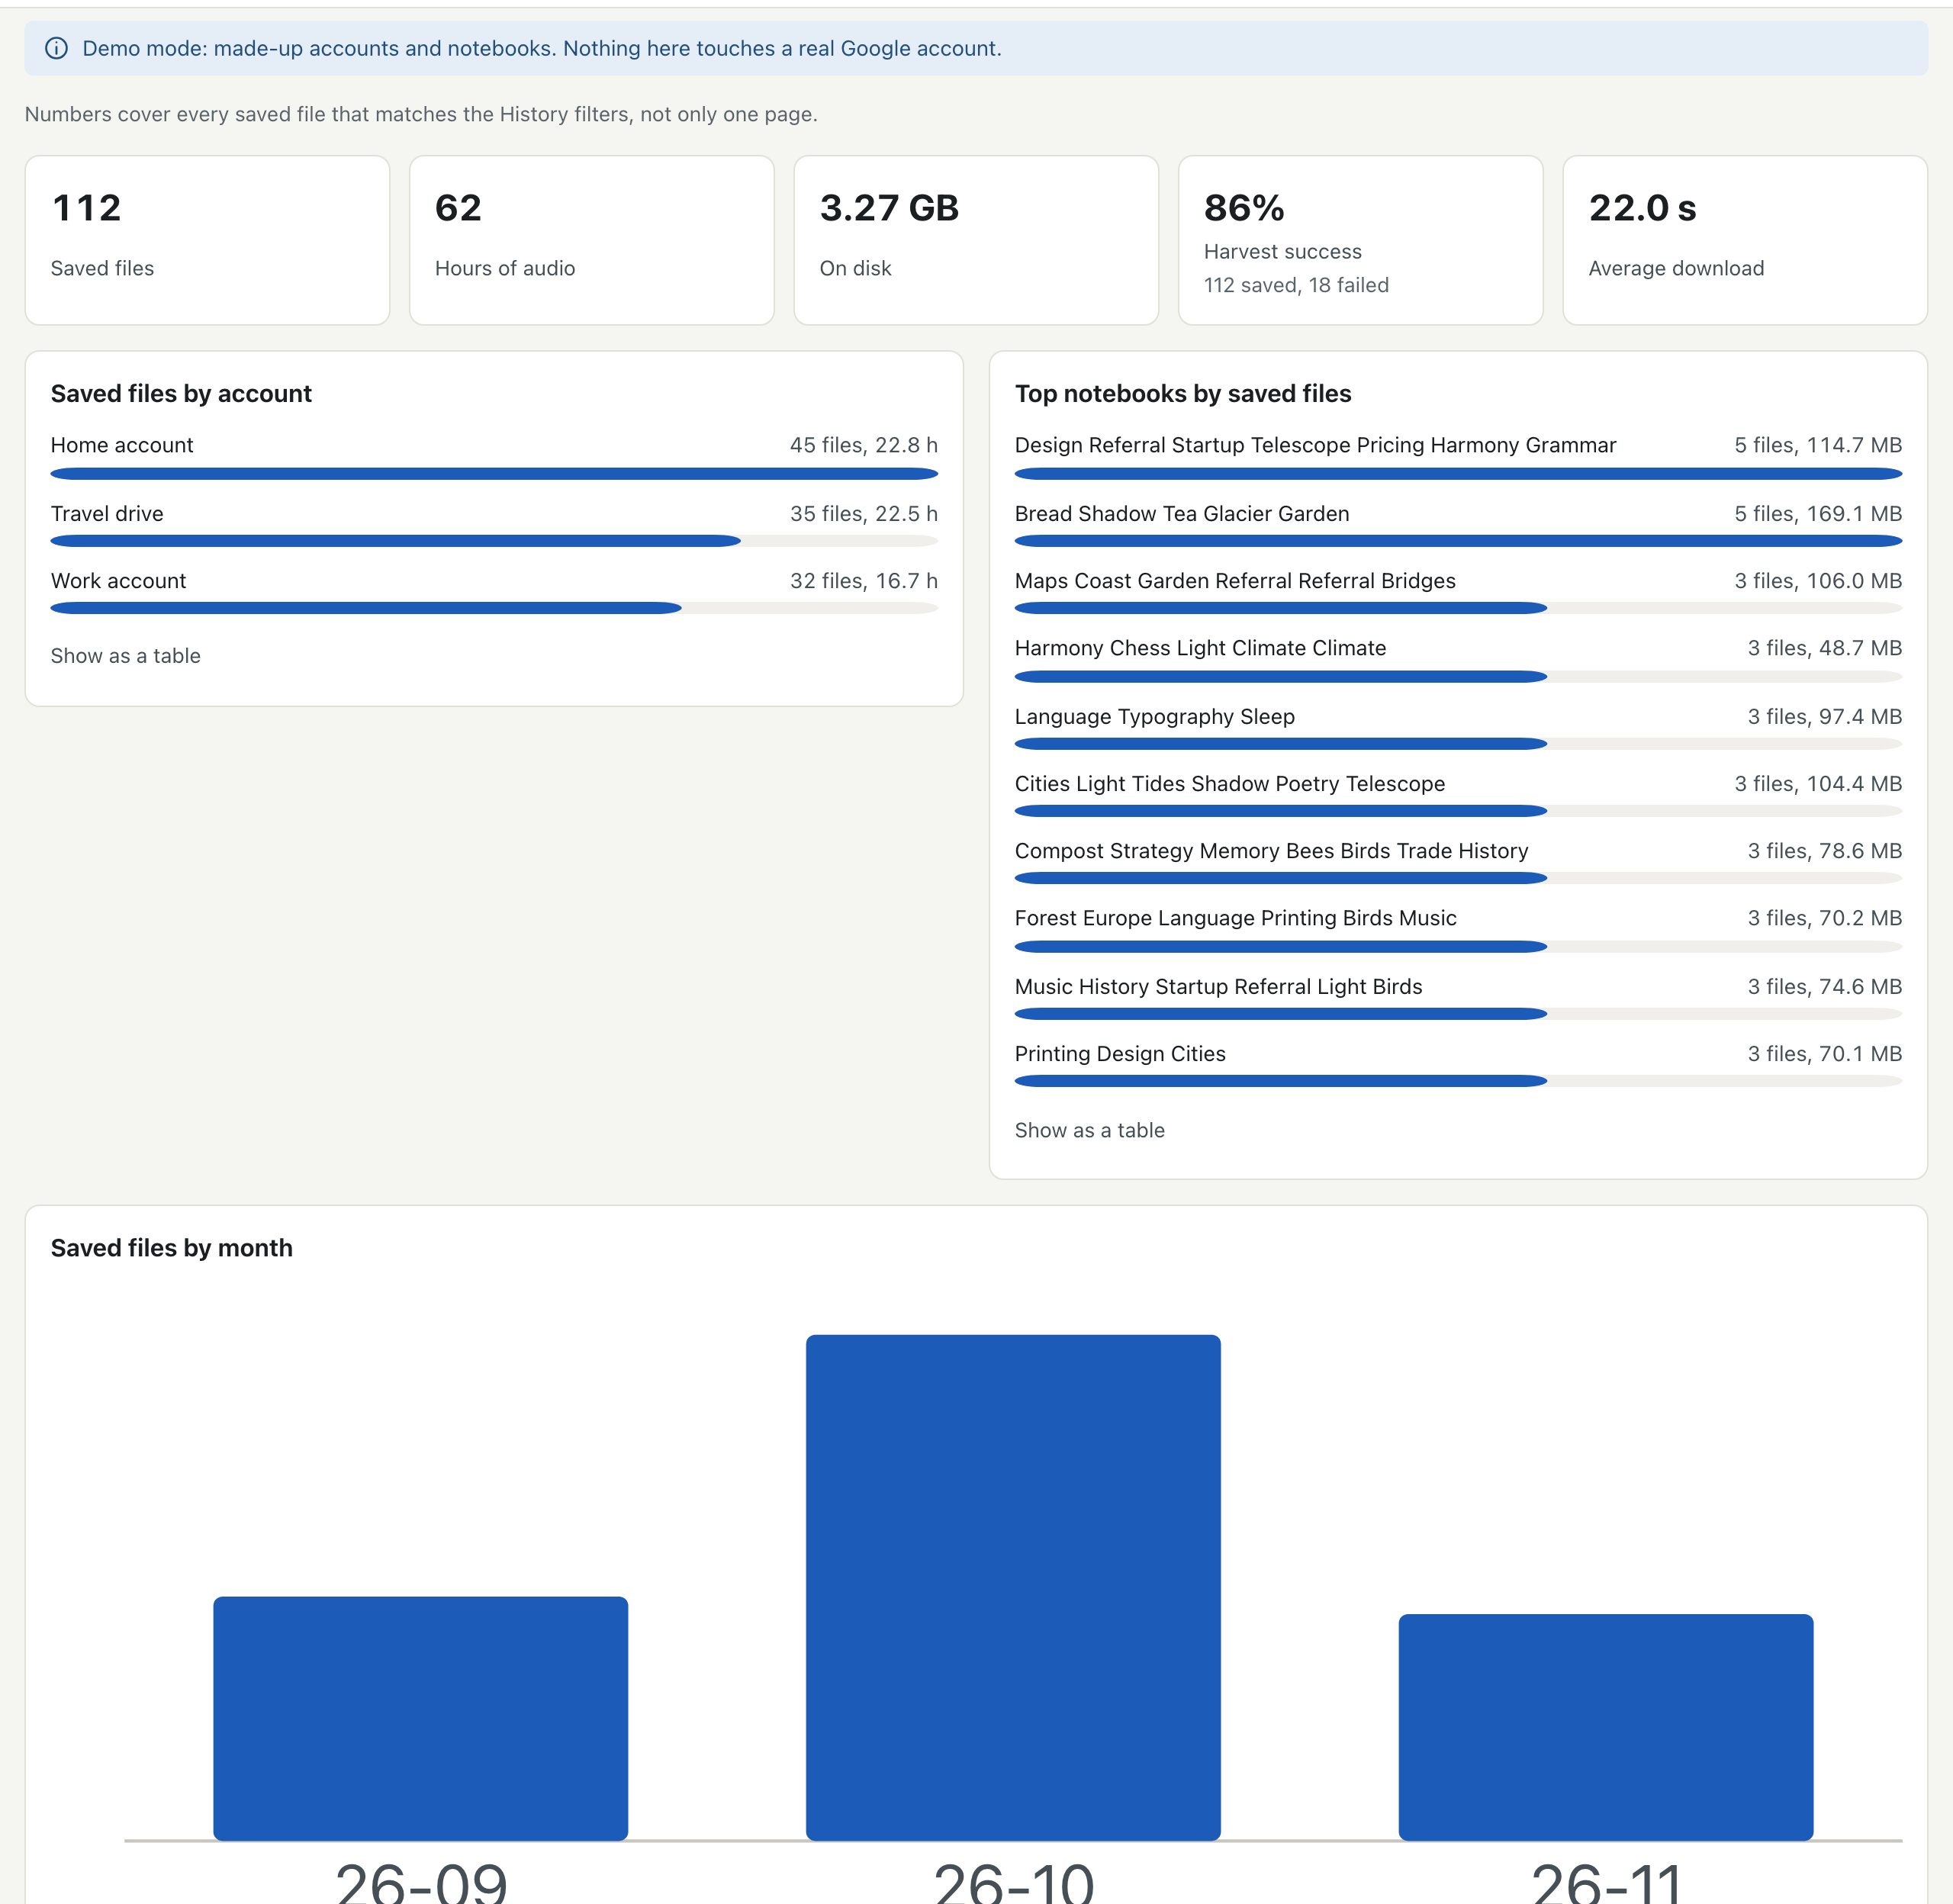 Demo mode: made-up accounts and notebooks. Nothing here touches a real Google account.
Numbers cover every saved file that matches the History filters, not only one page.
112
Saved files
62
Hours of audio
3.27 GB
On disk
86%
Harvest success
112 saved, 18 failed
22.0 s
Average download
Saved files by account
Home account 45 files, 22.8 h
Travel drive 35 files, 22.5 h
Work account 32 files, 16.7 h
Show as a table
Top notebooks by saved files
Design Referral Startup Telescope Pricing Harmony Grammar 5 files, 114.7 MB
Bread Shadow Tea Glacier Garden 5 files, 169.1 MB
Maps Coast Garden Referral Referral Bridges 3 files, 106.0 MB
Harmony Chess Light Climate Climate 3 files, 48.7 MB
Language Typography Sleep 3 files, 97.4 MB
Cities Light Tides Shadow Poetry Telescope 3 files, 104.4 MB
Compost Strategy Memory Bees Birds Trade History 3 files, 78.6 MB
Forest Europe Language Printing Birds Music 3 files, 70.2 MB
Music History Startup Referral Light Birds 3 files, 74.6 MB
Printing Design Cities 3 files, 70.1 MB
Show as a table
Saved files by month
26-09 26-10 26-11